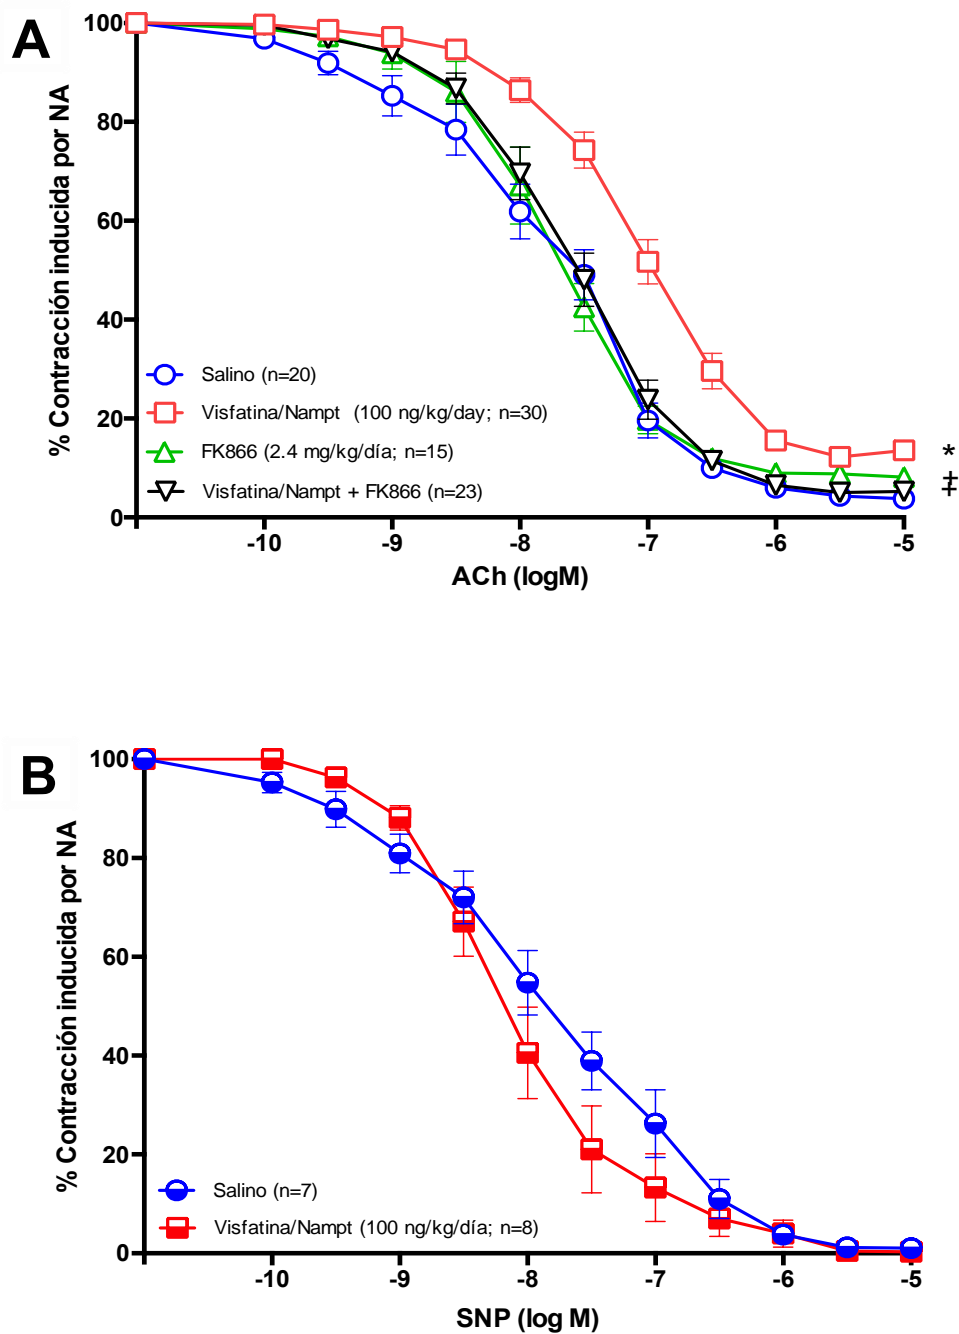 A
% Contracción inducida por NA
100
80
60
40
20
0
Salino (n=20)
Visfatina/Nampt (100 ng/kg/day; n=30)
FK866 (2.4 mg/kg/día; n=15)
Visfatina/Nampt + FK866 (n=23)
*
‡
-10 -9 -8 -7 -6 -5
ACh (logM)
B
% Contracción inducida por NA
100
80
60
40
20
0
Salino (n=7)
Visfatina/Nampt (100 ng/kg/día; n=8)
-10 -9 -8 -7 -6 -5
SNP (log M)